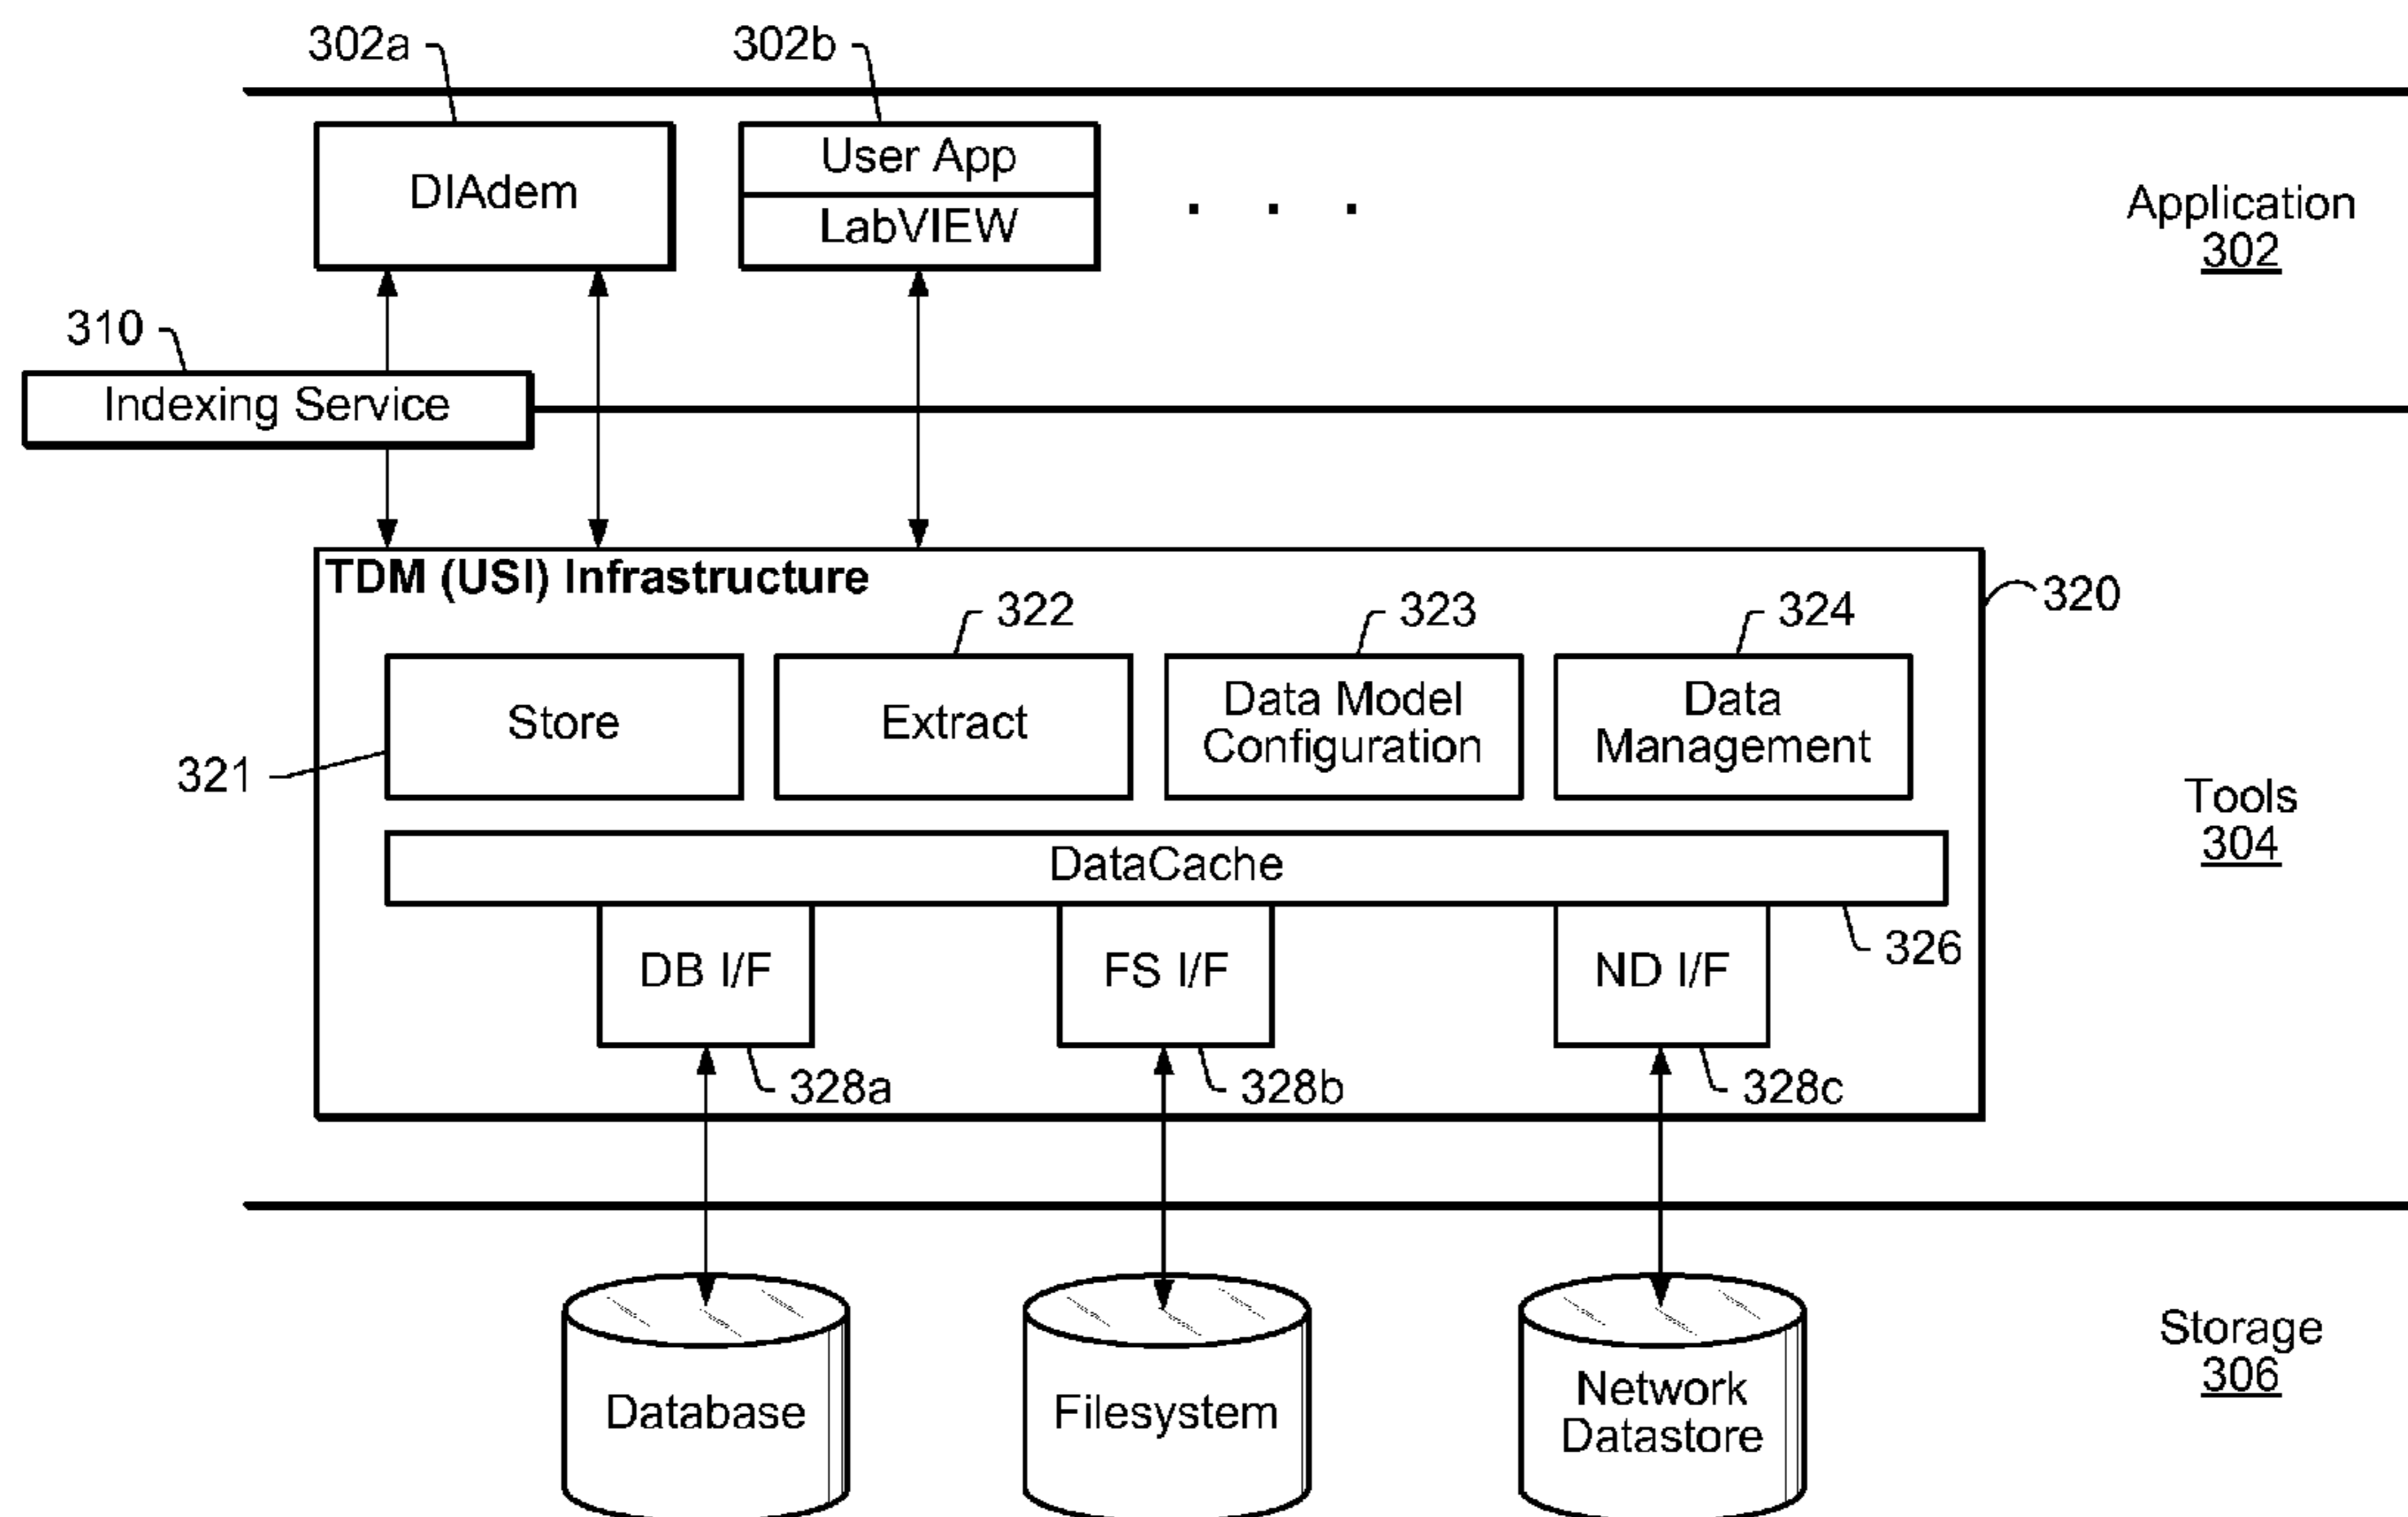 302a
302b
DIAdem
User App
LabVIEW
. . .
Application
302
310
Indexing Service
TDM (USI) Infrastructure
320
322
323
324
Store
Extract
Data Model
Configuration
Data
Management
321
Tools
304
DataCache
326
DB I/F
FS I/F
ND I/F
328a
328b
328c
Storage
306
Database
Filesystem
Network
Datastore